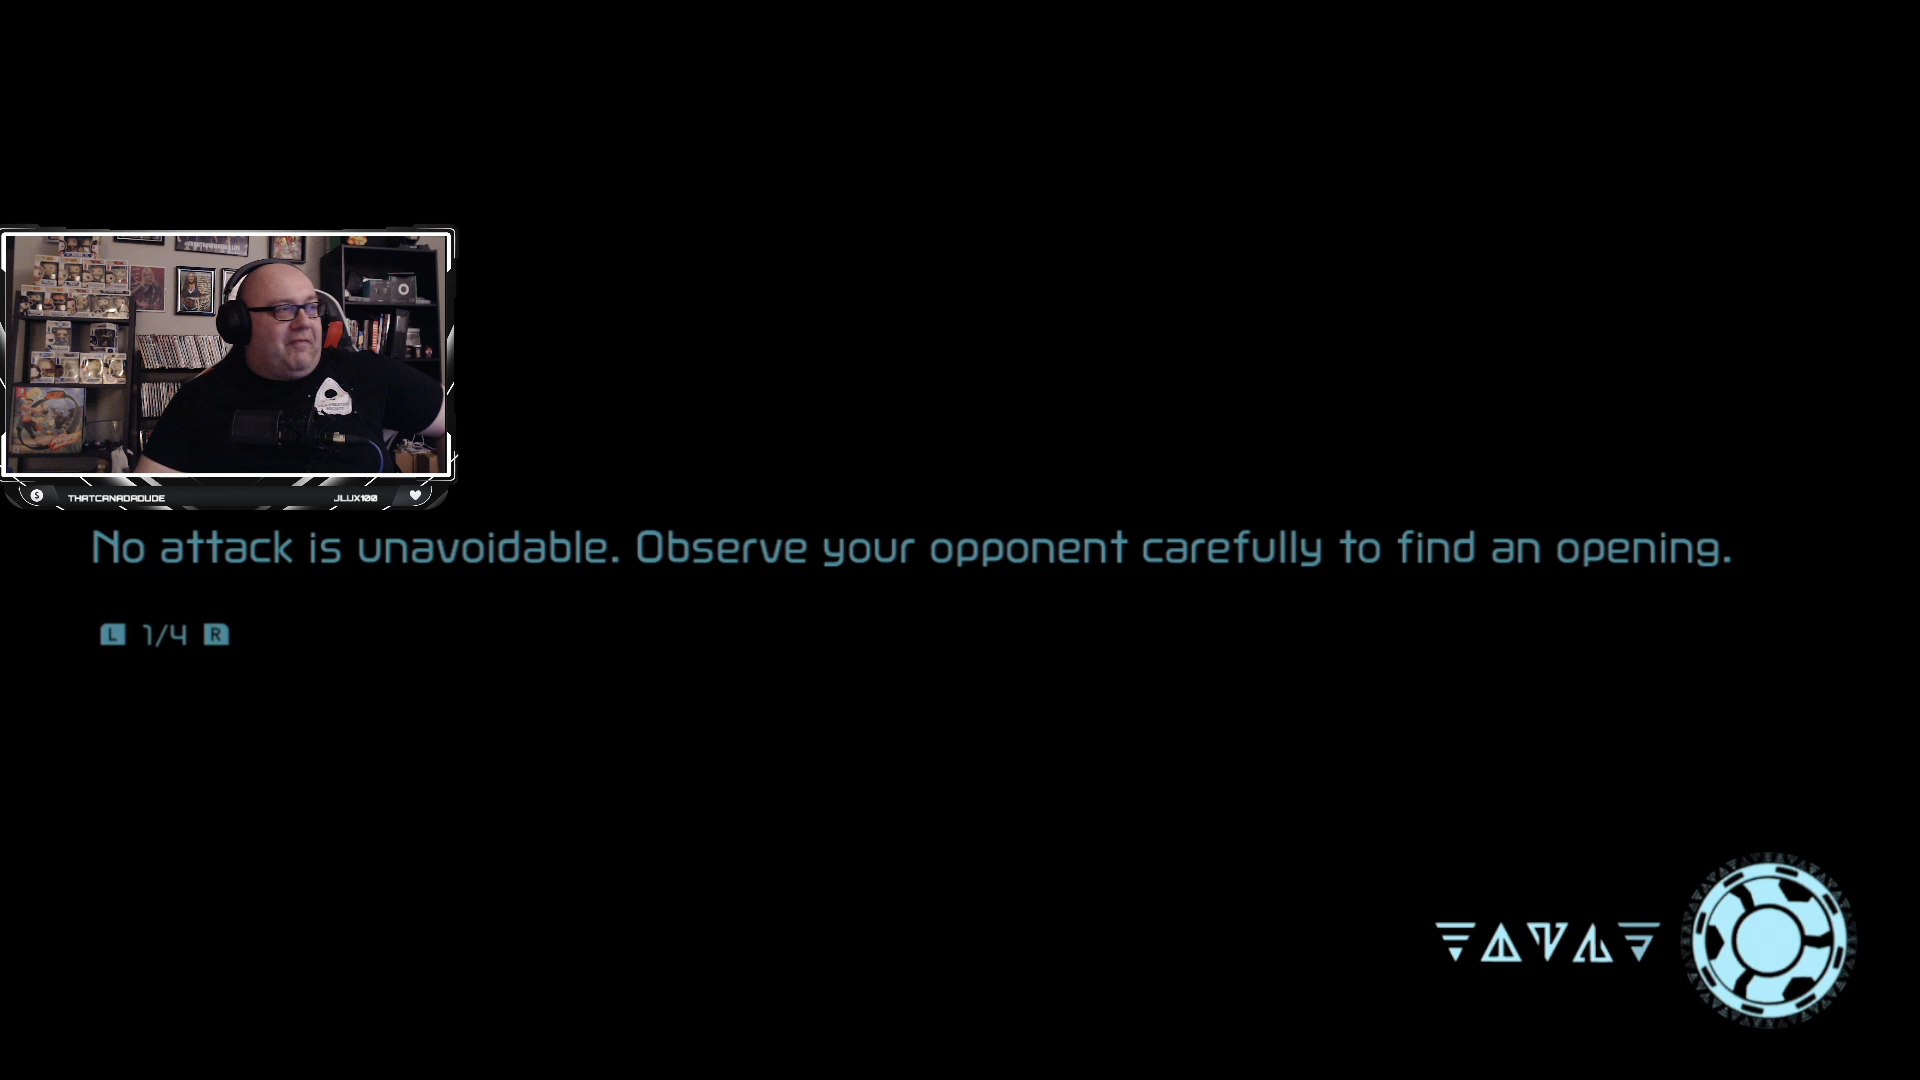 THATCANADADUDE
JLUX100
No attack is unavoidable. Observe your opponent carefully to find an opening.
L 1/4 R